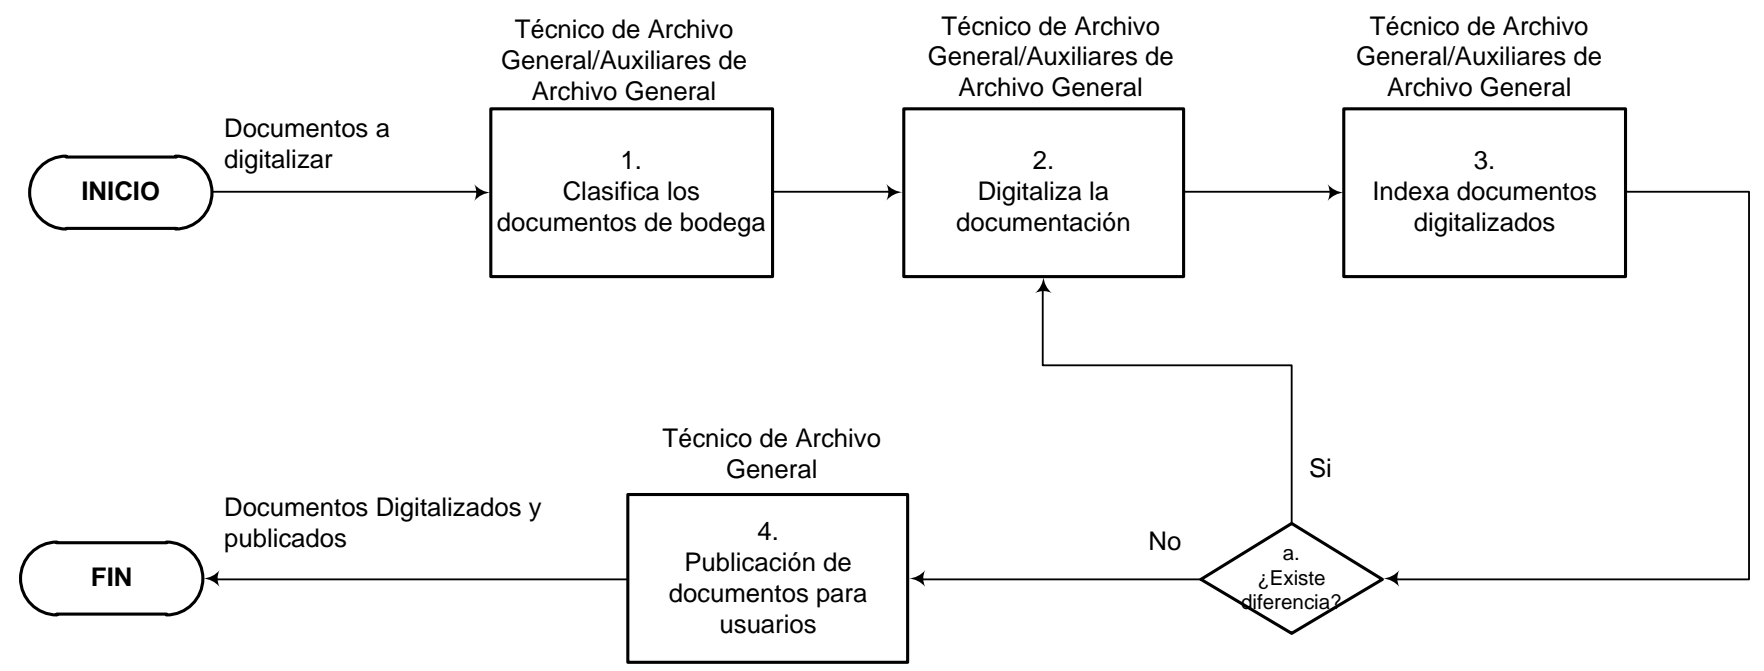 INICIO
Documentos a
digitalizar
Técnico de Archivo
General/Auxiliares de
Archivo General
1.
Clasifica los
documentos de bodega
Técnico de Archivo
General/Auxiliares de
Archivo General
2.
Digitaliza la
documentación
Técnico de Archivo
General/Auxiliares de
Archivo General
3.
Indexa documentos
digitalizados
Si
a.
¿Existe
diferencia?
No
Técnico de Archivo
General
4.
Publicación de
documentos para
usuarios
Documentos Digitalizados y
publicados
FIN